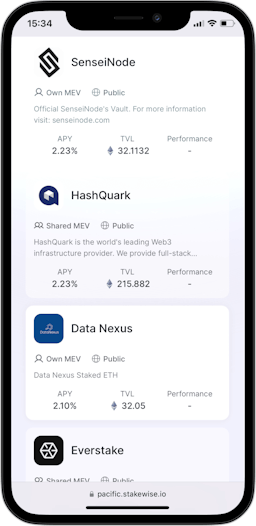 15:34
SenseiNode
Own MEV Public
Official SenseiNode's Vault. For more information
visit: senseinode.com
APY TVL Performance
2.23% 32.1132 -
HashQuark
Shared MEV Public
HashQuark is the world's leading Web3
infrastructure provider. We provide full-stack...
APY TVL Performance
2.23% 215.882 -
Data Nexus
Own MEV Public
Data Nexus Staked ETH
APY TVL Performance
2.10% 32.05 -
Everstake
Shared MEV Public
pacific.stakewise.io